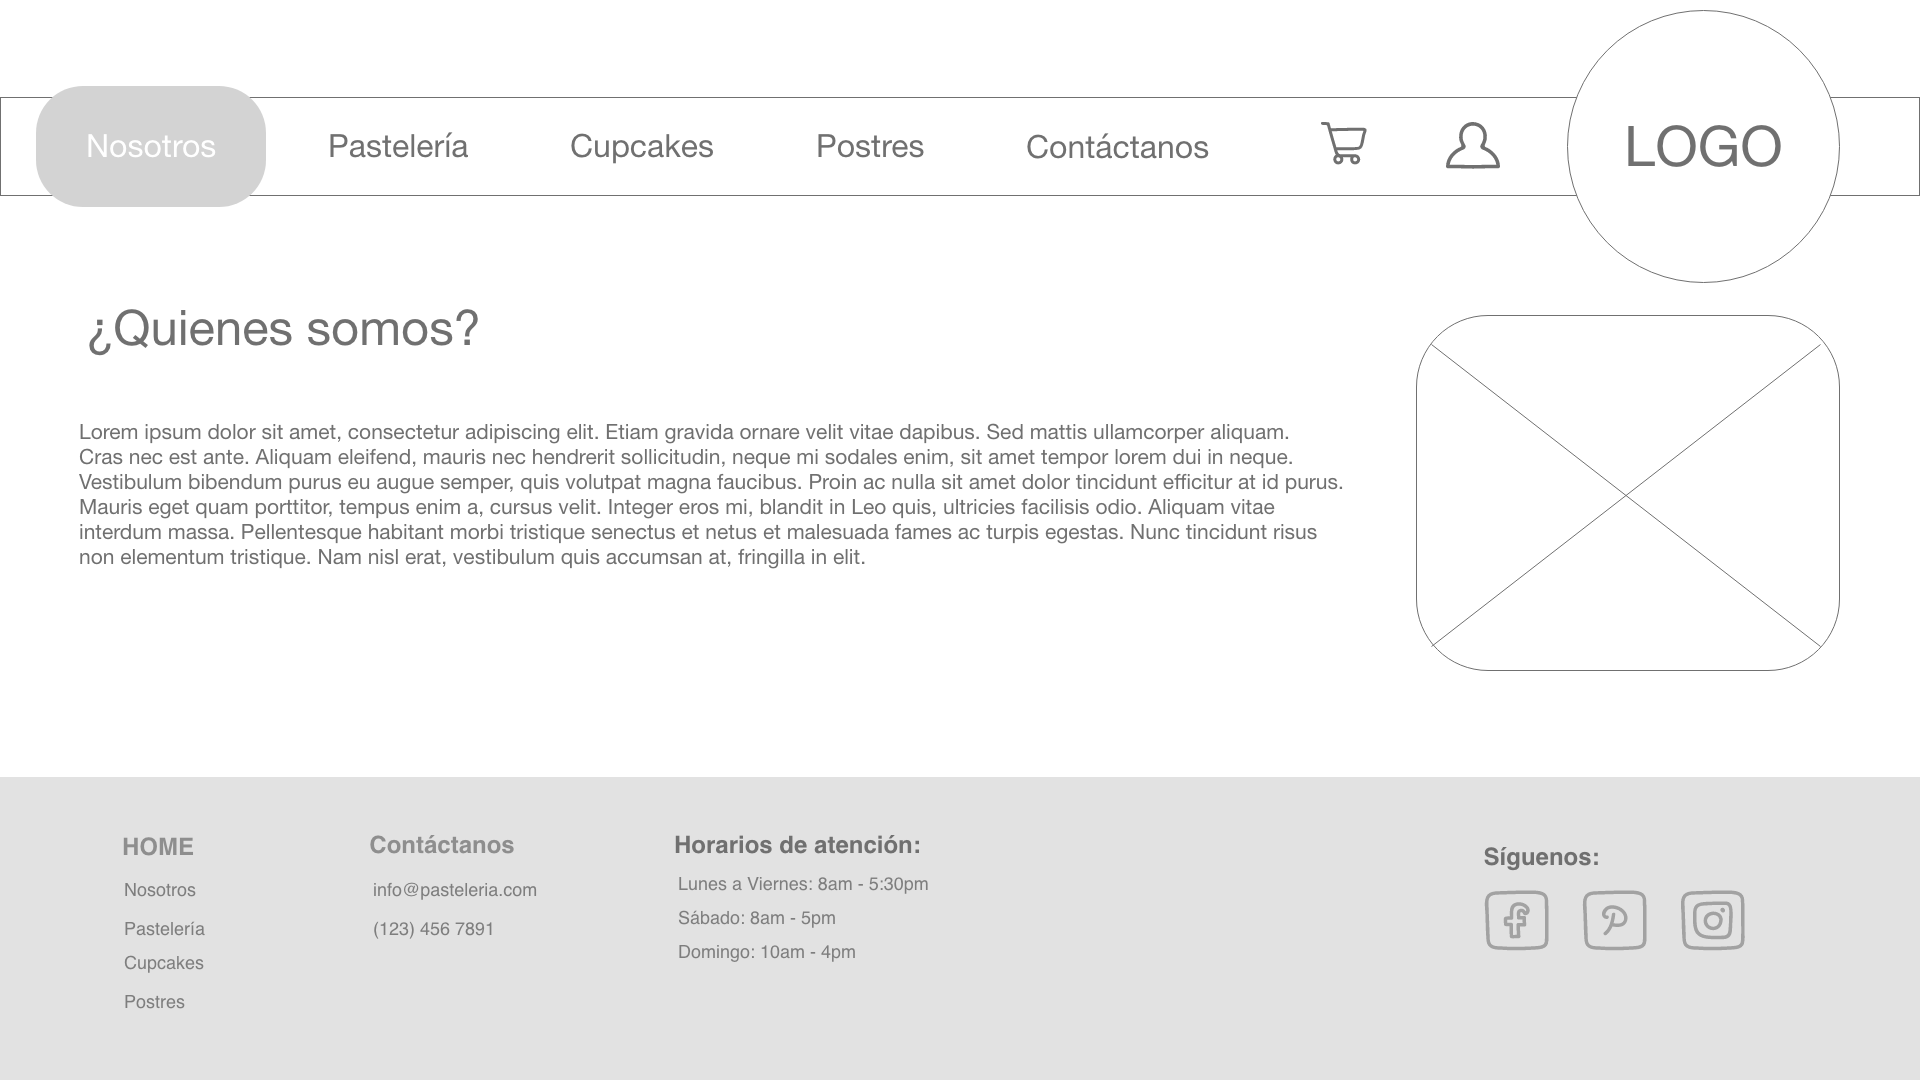 Nosotros
Pastelería
Cupcakes
Postres
Contáctanos
LOGO
¿Quienes somos?
Lorem ipsum dolor sit amet, consectetur adipiscing elit. Etiam gravida ornare velit vitae dapibus. Sed mattis ullamcorper aliquam.
Cras nec est ante. Aliquam eleifend, mauris nec hendrerit sollicitudin, neque mi sodales enim, sit amet tempor lorem dui in neque.
Vestibulum bibendum purus eu augue semper, quis volutpat magna faucibus. Proin ac nulla sit amet dolor tincidunt efficitur at id purus.
Mauris eget quam porttitor, tempus enim a, cursus velit. Integer eros mi, blandit in Leo quis, ultricies facilisis odio. Aliquam vitae
interdum massa. Pellentesque habitant morbi tristique senectus et netus et malesuada fames ac turpis egestas. Nunc tincidunt risus
non elementum tristique. Nam nisl erat, vestibulum quis accumsan at, fringilla in elit.
HOME
Nosotros
Pastelería
Cupcakes
Postres
Contáctanos
info@pasteleria.com
(123) 456 7891
Horarios de atención:
Lunes a Viernes: 8am - 5:30pm
Sábado: 8am - 5pm
Domingo: 10am - 4pm
Síguenos: